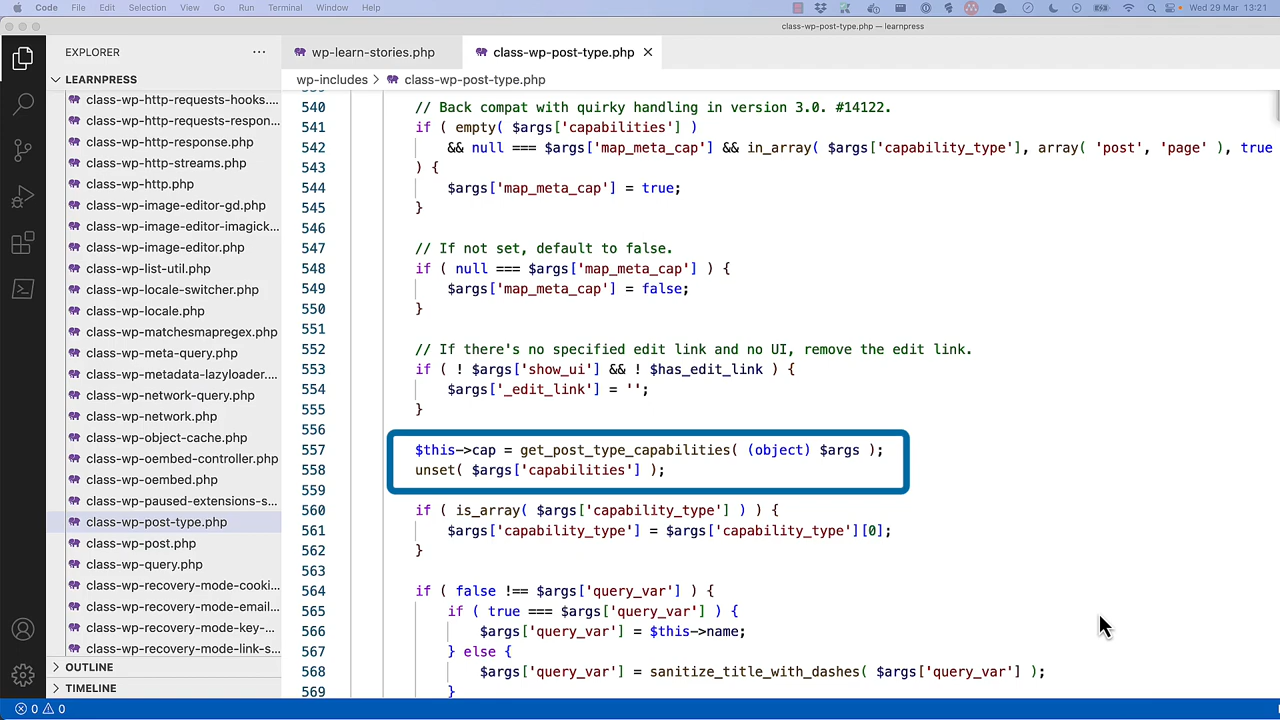 Code File Edit Selection View Go Run Terminal Window Help Wed 29 Mar 13:21
class-wp-post-type.php — learnpress
EXPLORER ...
wp-learn-stories.php class-wp-post-type.php ×
LEARNPRESS
wp-includes > class-wp-post-type.php
class-wp-http-requests-hooks....
class-wp-http-requests-respon...
class-wp-http-response.php
class-wp-http-streams.php
class-wp-http.php
class-wp-image-editor-gd.php
class-wp-image-editor-imagick...
class-wp-image-editor.php
class-wp-list-util.php
class-wp-locale-switcher.php
class-wp-locale.php
class-wp-matchesmapregex.php
class-wp-meta-query.php
class-wp-metadata-lazyloader....
class-wp-network-query.php
class-wp-network.php
class-wp-object-cache.php
class-wp-oembed-controller.php
class-wp-oembed.php
class-wp-paused-extensions-s...
class-wp-post-type.php
class-wp-post.php
class-wp-query.php
class-wp-recovery-mode-cooki...
class-wp-recovery-mode-email...
class-wp-recovery-mode-key-...
class-wp-recovery-mode-link-s...
OUTLINE
TIMELINE
540 // Back compat with quirky handling in version 3.0. #14122.
541 if ( empty( $args['capabilities'] )
542 && null === $args['map_meta_cap'] && in_array( $args['capability_type'], array( 'post', 'page' ), true
543 ) {
544 $args['map_meta_cap'] = true;
545 }
546
547 // If not set, default to false.
548 if ( null === $args['map_meta_cap'] ) {
549 $args['map_meta_cap'] = false;
550 }
551
552 // If there's no specified edit link and no UI, remove the edit link.
553 if ( ! $args['show_ui'] && ! $has_edit_link ) {
554 $args['_edit_link'] = '';
555 }
556
557 $this->cap = get_post_type_capabilities( (object) $args );
558 unset( $args['capabilities'] );
559
560 if ( is_array( $args['capability_type'] ) ) {
561 $args['capability_type'] = $args['capability_type'][0];
562 }
563
564 if ( false !== $args['query_var'] ) {
565 if ( true === $args['query_var'] ) {
566 $args['query_var'] = $this->name;
567 } else {
568 $args['query_var'] = sanitize_title_with_dashes( $args['query_var'] );
569 }
0 0